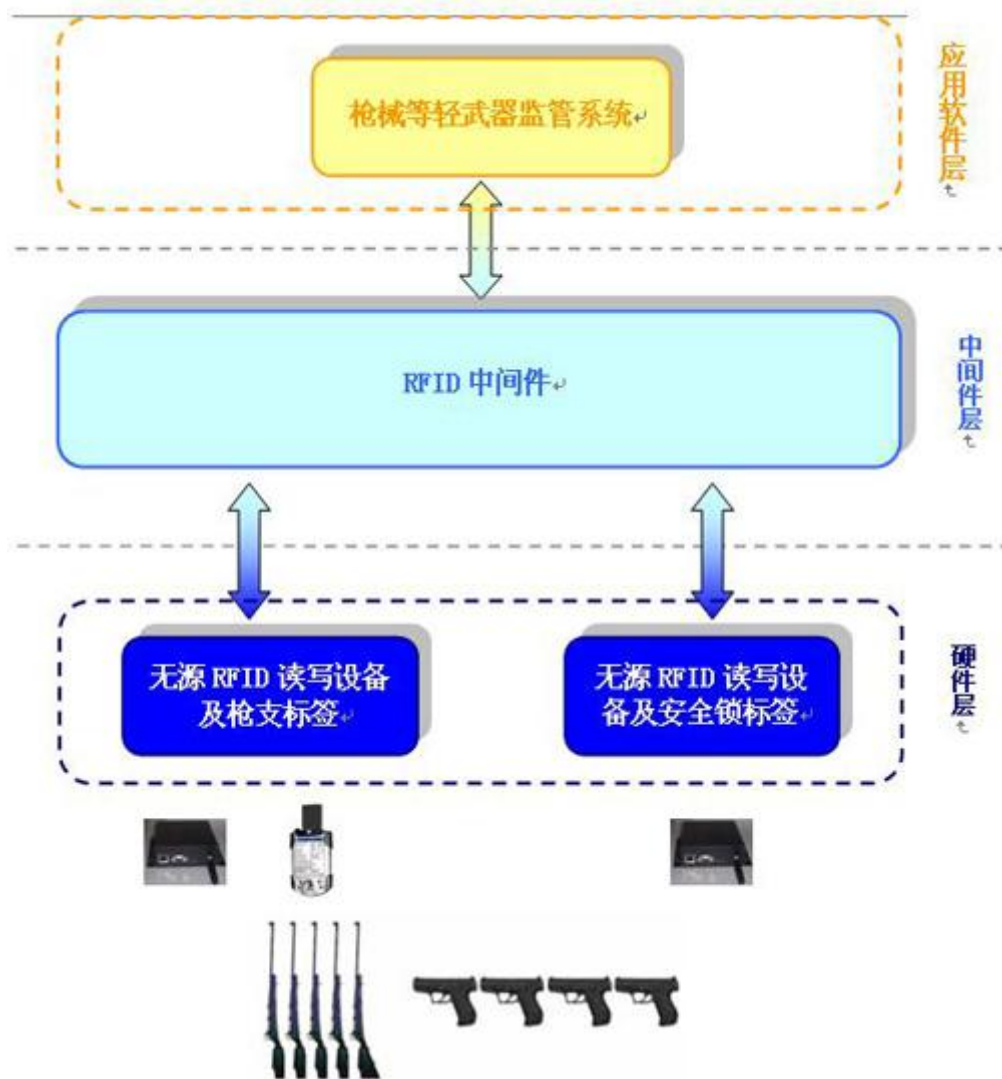 枪械等轻武器监管系统
应用软件层
RFID 中间件
中间件层
无源 RFID 读写设备
及枪支标签
无源 RFID 读写设
备及安全锁标签
硬件层